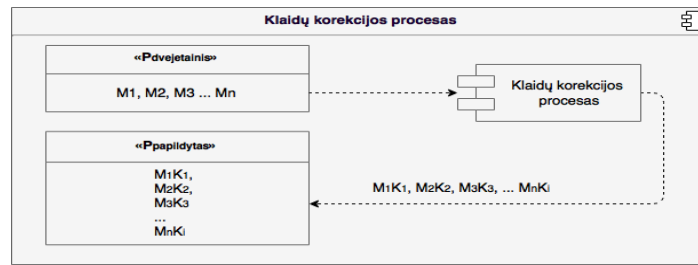 Klaidų korekcijos procesas
«Pdvejetainis»
M1, M2, M3 ... Mn
Klaidų korekcijos
procesas
«Ppapildytas»
M1K1,
M2K2,
M3K3
...
MnKi
M1K1, M2K2, M3K3, ... MnKi